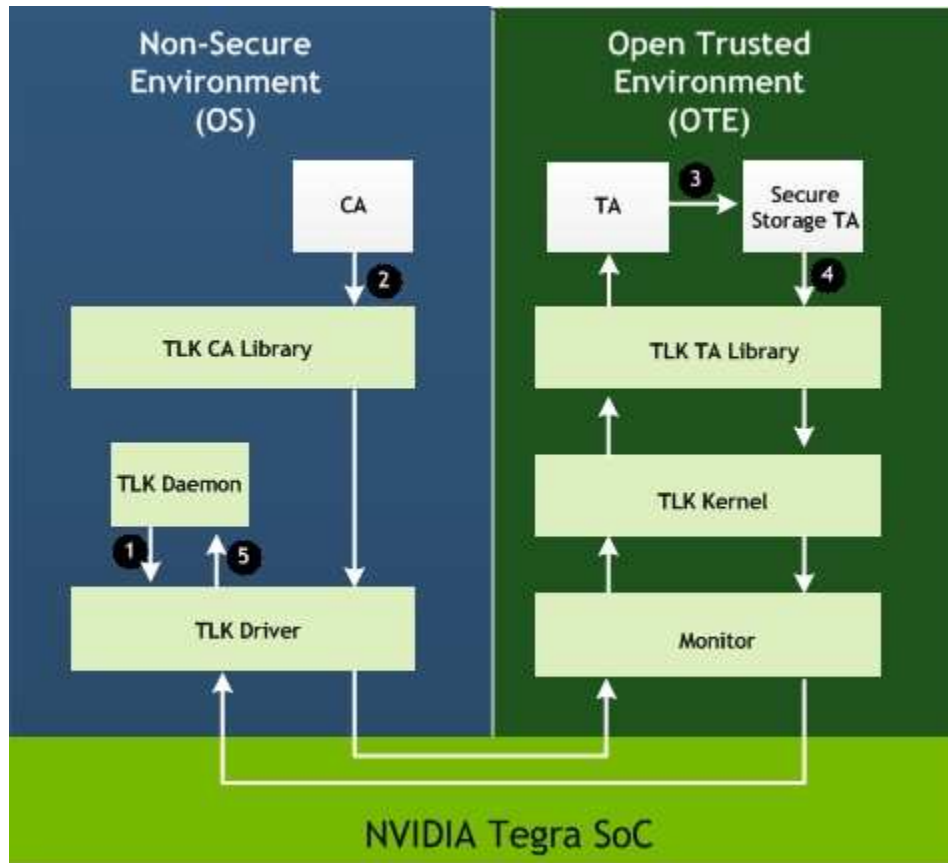 Non-Secure
Environment
(OS)
Open Trusted
Environment
(OTE)
CA
TA
3
Secure
Storage TA
2
4
TLK CA Library
TLK TA Library
TLK Daemon
TLK Kernel
1
5
TLK Driver
Monitor
NVIDIA Tegra SoC